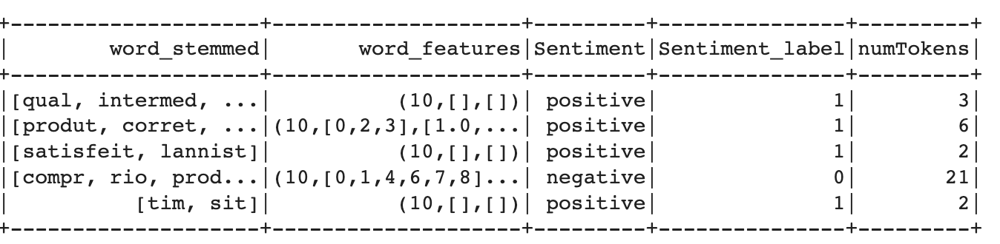 +--------------------+--------------------+---------+---------------+---------+
|        word_stemmed|       word_features|Sentiment|Sentiment_label|numTokens|
+--------------------+--------------------+---------+---------------+---------+
|[qual, intermed, ...|          (10,[],[])| positive|              1|        3|
|[produt, corret, ...|(10,[0,2,3],[1.0,...| positive|              1|        6|
|[satisfeit, lannist]|          (10,[],[])| positive|              1|        2|
|[compr, rio, prod...|(10,[0,1,4,6,7,8]...| negative|              0|       21|
|          [tim, sit]|          (10,[],[])| positive|              1|        2|
+--------------------+--------------------+---------+---------------+---------+